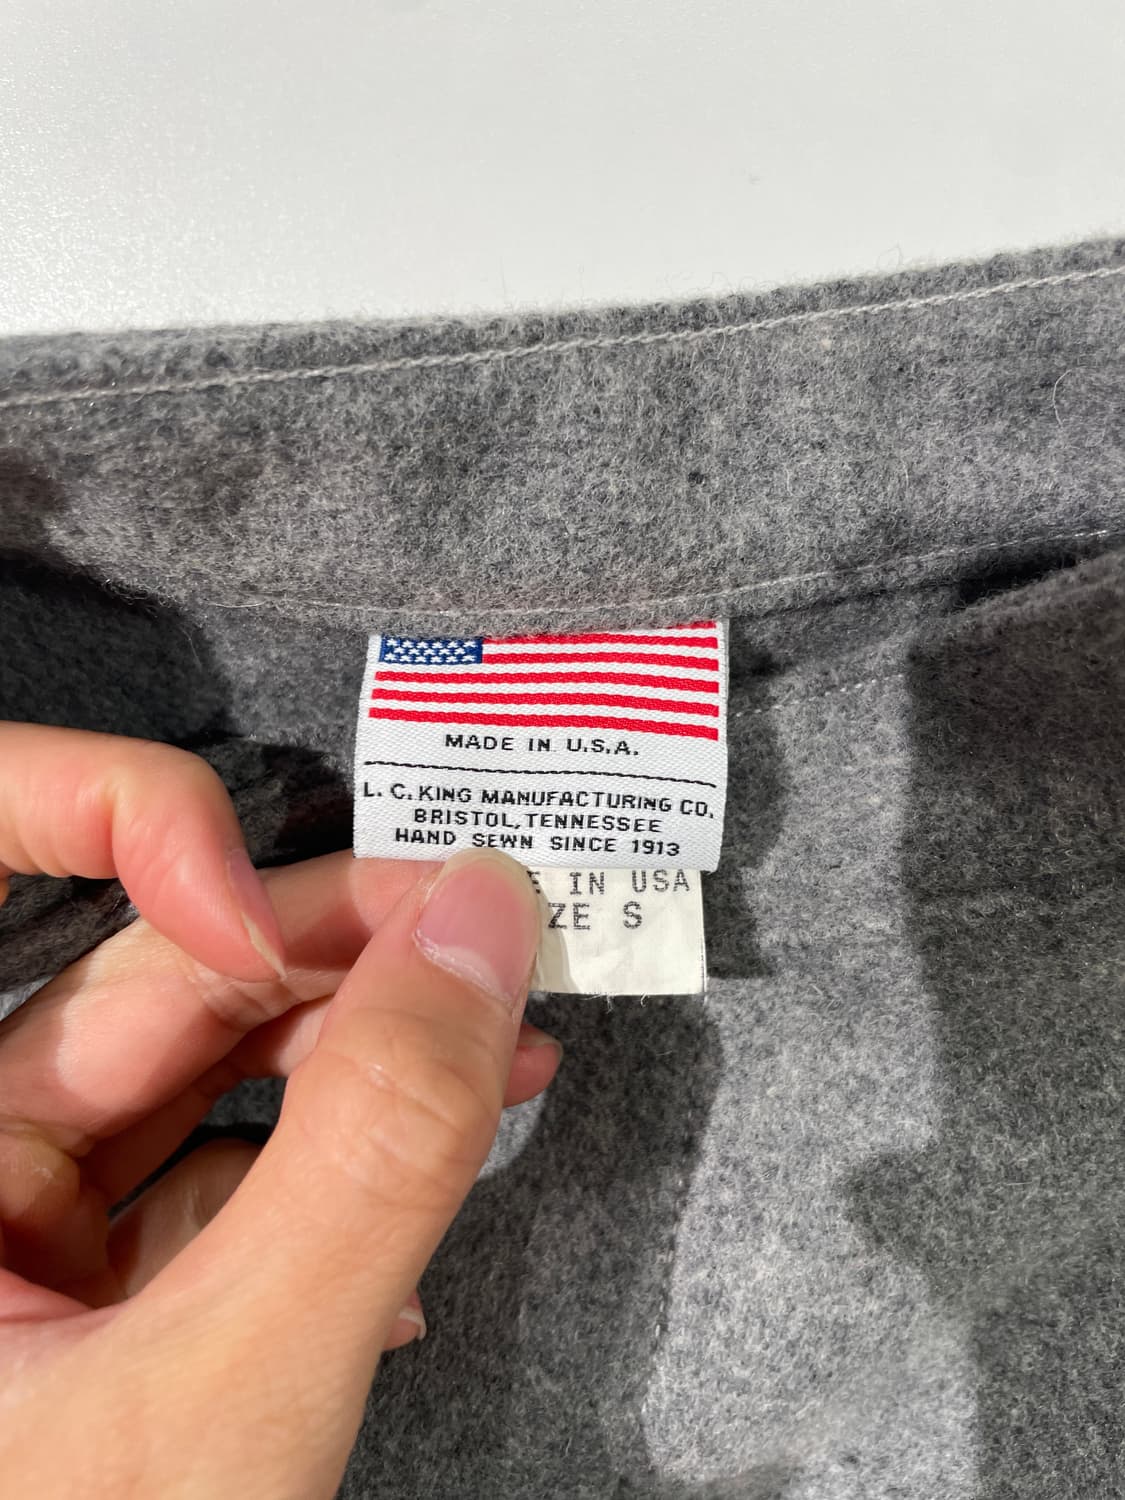 MADE IN U.S.A.
L. C. KING MANUFACTURING CO.
BRISTOL, TENNESSEE
HAND SEWN SINCE 1913
E IN USA
ZE S